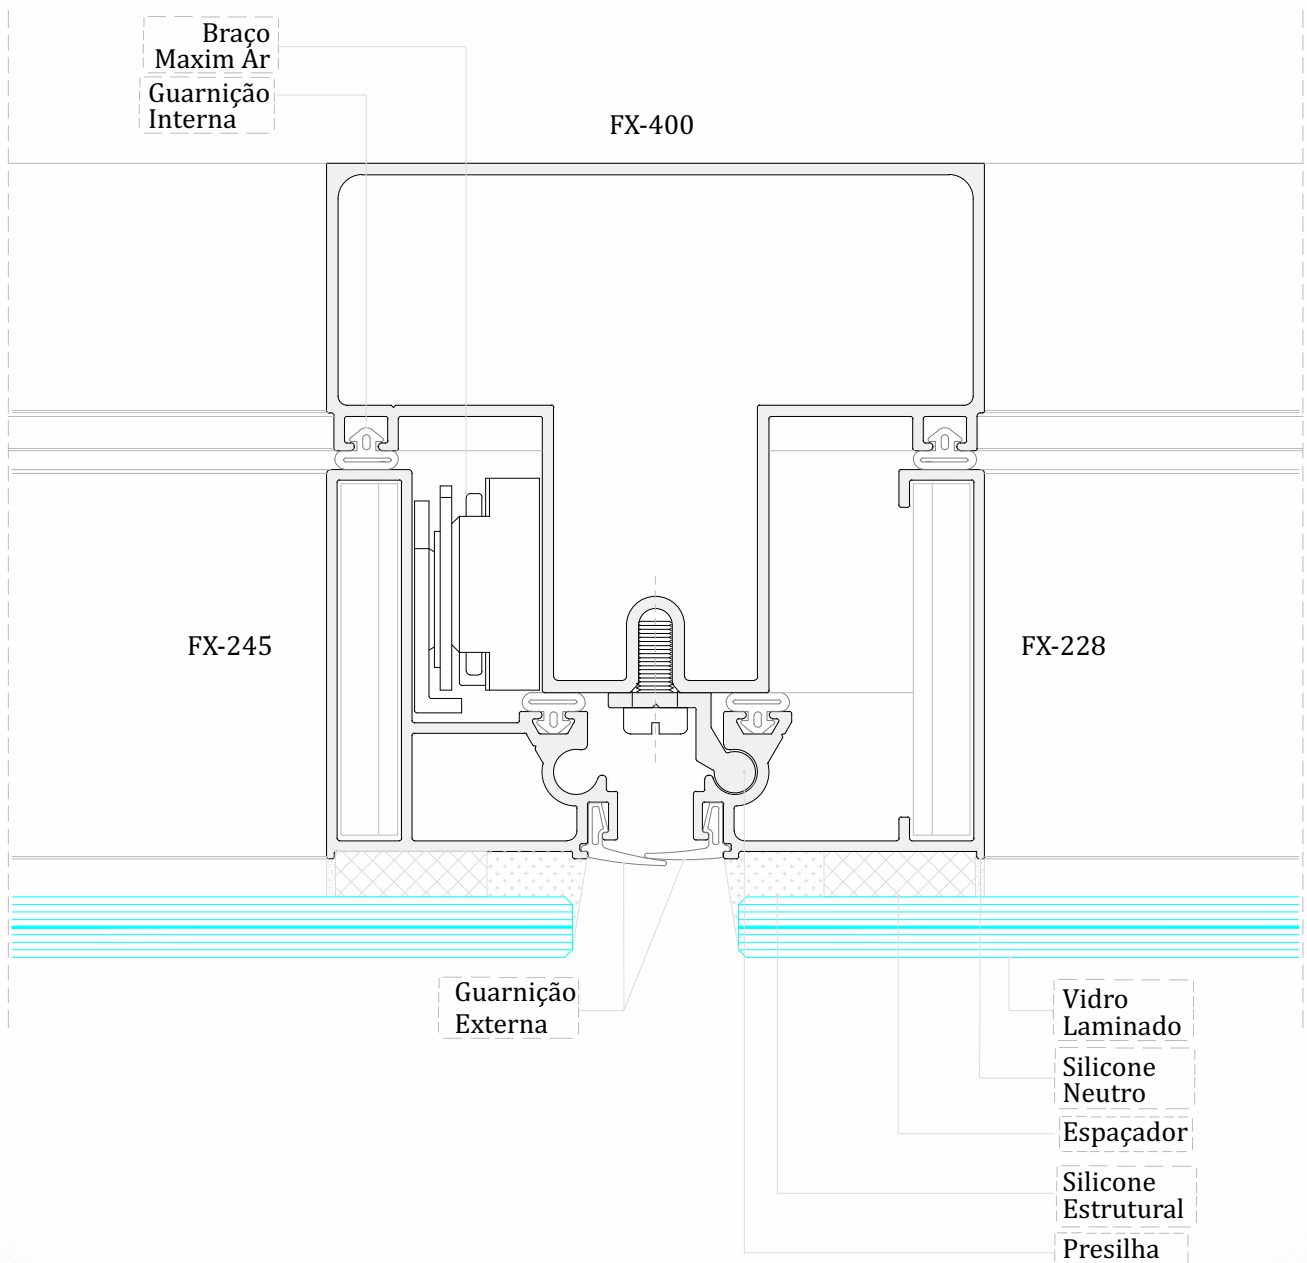 Braço
Maxim Ar
Guarnição
Interna
FX-400
FX-245
FX-228
Guarnição
Externa
Vidro
Laminado
Silicone
Neutro
Espaçador
Silicone
Estrutural
Presilha